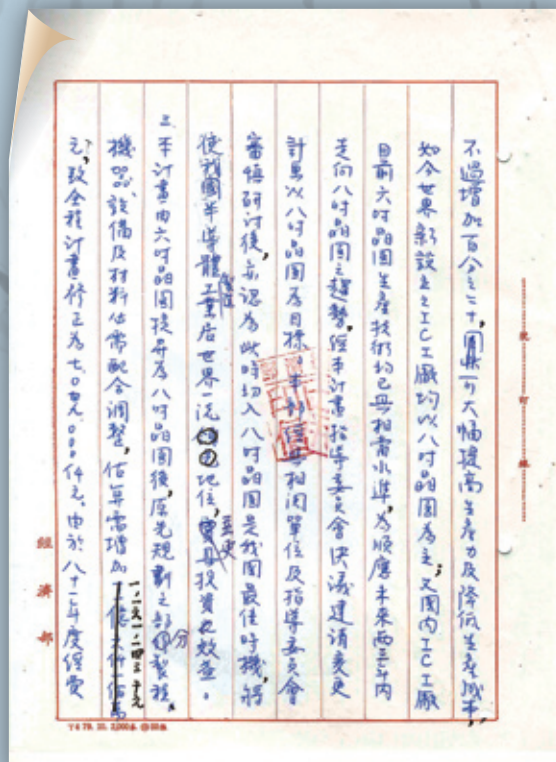 不過增加百分之二十,因此可大幅提高生產力及降低生產成本,
如今世界新設立之IC工廠均以八吋晶圓為主,又國內IC工廠
目前六吋晶圓生產技術均已具相當水準,為順應未來兩三年內
走向八吋晶圓之趨勢,經本計畫指導委員會決議建請變更
計畫以八吋晶圓為目標,本部 相關單位及指導委員會
審慎研討後,亦認為此時切入八吋晶圓是我國最佳時機,將
使我國半導體工業居世界一流地位,更具投資之效益。
三、本計畫由六吋晶圓提昇為八吋晶圓後,原先規劃之部分製程、
機器設備及材料均需配合調整,估算需增加
元,致全程計畫修正為 仟元。由於八十一年度經費
經濟部
裝訂線